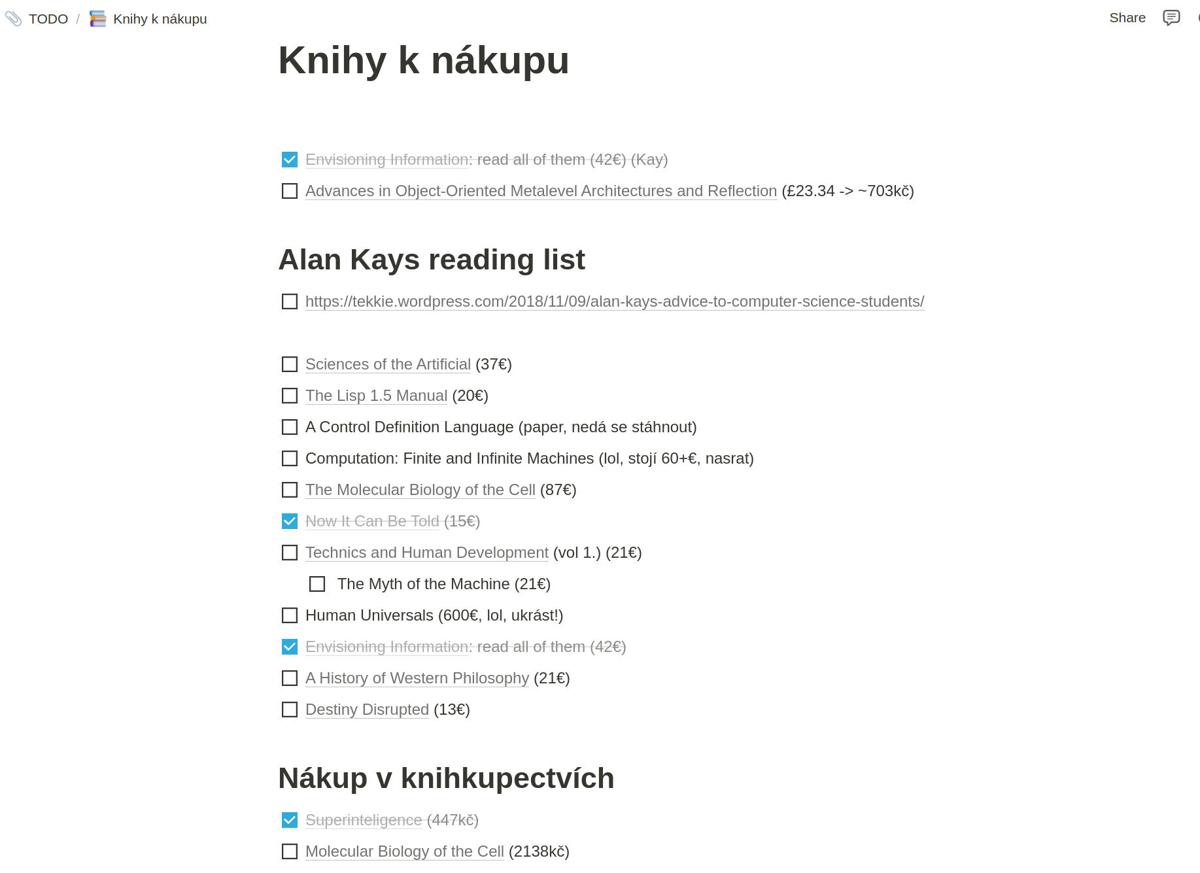 TODO / Knihy k nákupu
Share
Knihy k nákupu
Envisioning Information: read all of them (42€) (Kay)
Advances in Object-Oriented Metalevel Architectures and Reflection (£23.34 -> ~703kč)
Alan Kays reading list
https://tekkie.wordpress.com/2018/11/09/alan-kays-advice-to-computer-science-students/
Sciences of the Artificial (37€)
The Lisp 1.5 Manual (20€)
A Control Definition Language (paper, nedá se stáhnout)
Computation: Finite and Infinite Machines (lol, stojí 60+€, nasrat)
The Molecular Biology of the Cell (87€)
Now It Can Be Told (15€)
Technics and Human Development (vol 1.) (21€)
The Myth of the Machine (21€)
Human Universals (600€, lol, ukrást!)
Envisioning Information: read all of them (42€)
A History of Western Philosophy (21€)
Destiny Disrupted (13€)
Nákup v knihkupectvích
Superinteligence (447kč)
Molecular Biology of the Cell (2138kč)